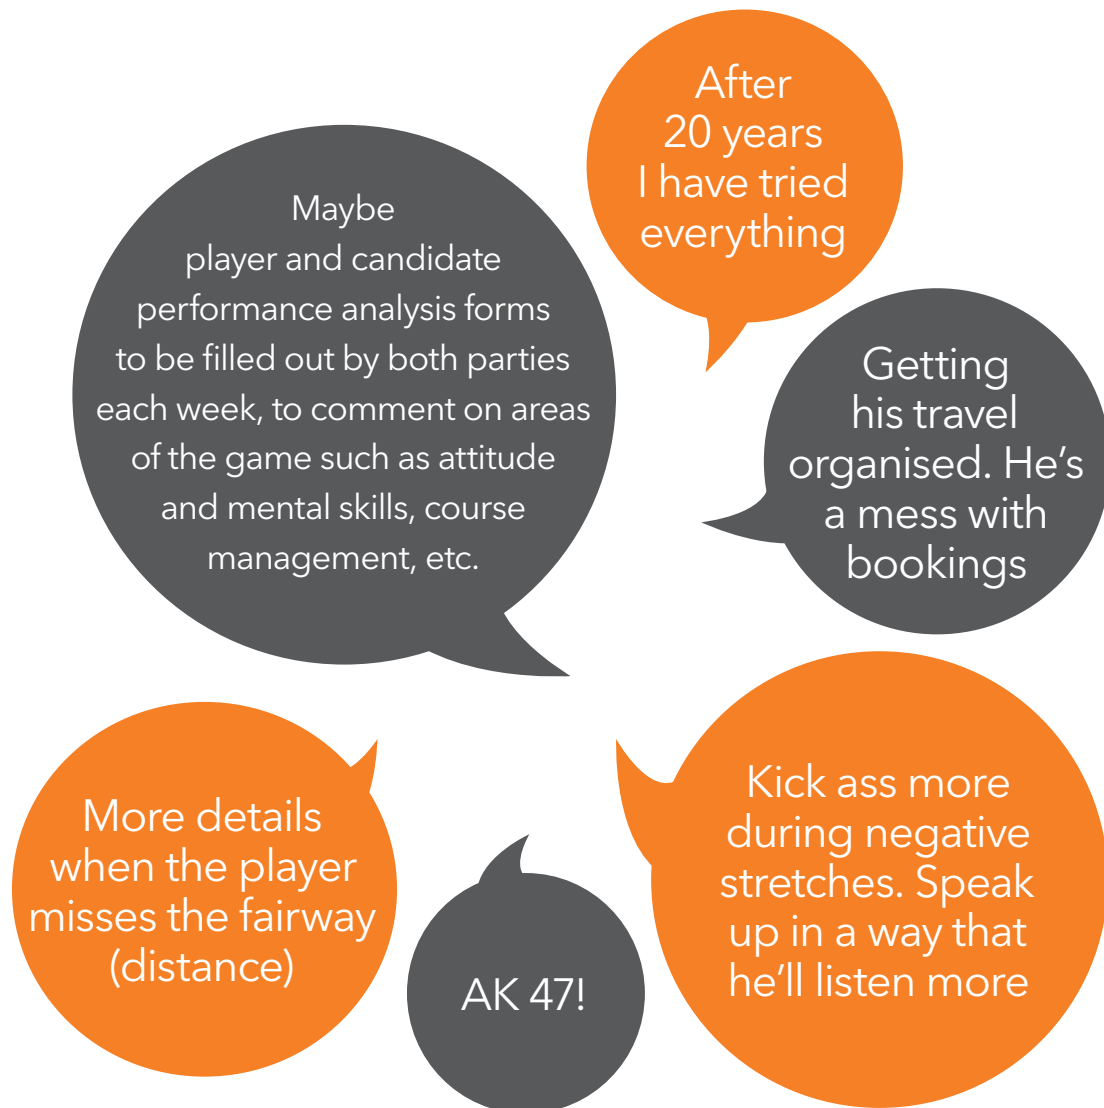 After
20 years
I have tried
everything
Maybe
player and candidate
performance analysis forms
to be filled out by both parties
each week, to comment on areas
of the game such as attitude
and mental skills, course
management, etc.
Getting
his travel
organised. He’s
a mess with
bookings
More details
when the player
misses the fairway
(distance)
Kick ass more
during negative
stretches. Speak
up in a way that
he’ll listen more
AK 47!